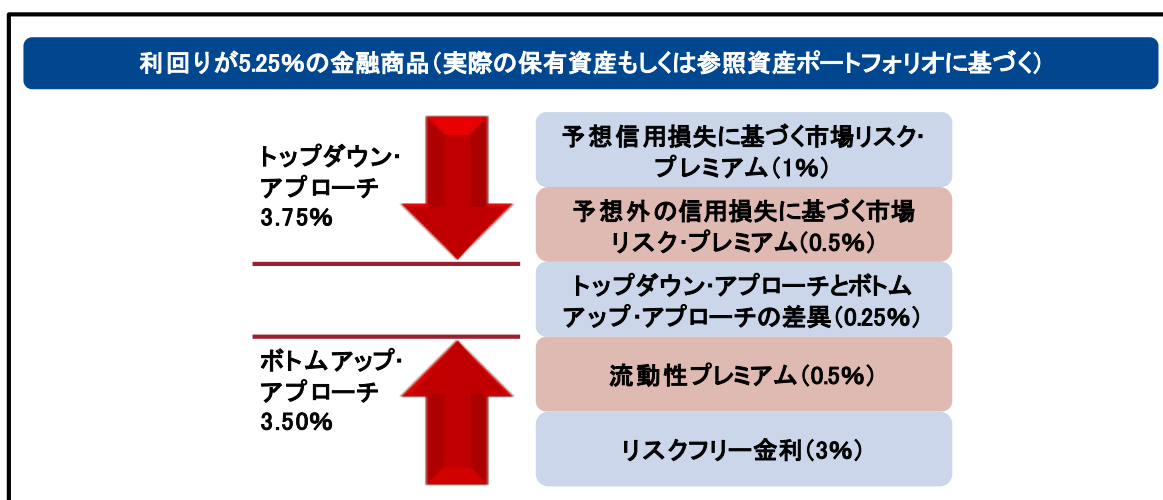 利回りが5.25%の金融商品(実際の保有資産もしくは参照資産ポートフォリオに基づく)
トップダウン・
アプローチ
3.75%
予想信用損失に基づく市場リスク・
プレミアム(1%)
予想外の信用損失に基づく市場
リスク・プレミアム(0.5%)
トップダウン・アプローチとボトム
アップ・アプローチの差異(0.25%)
ボトムアップ・
アプローチ
3.50%
流動性プレミアム(0.5%)
リスクフリー金利(3%)